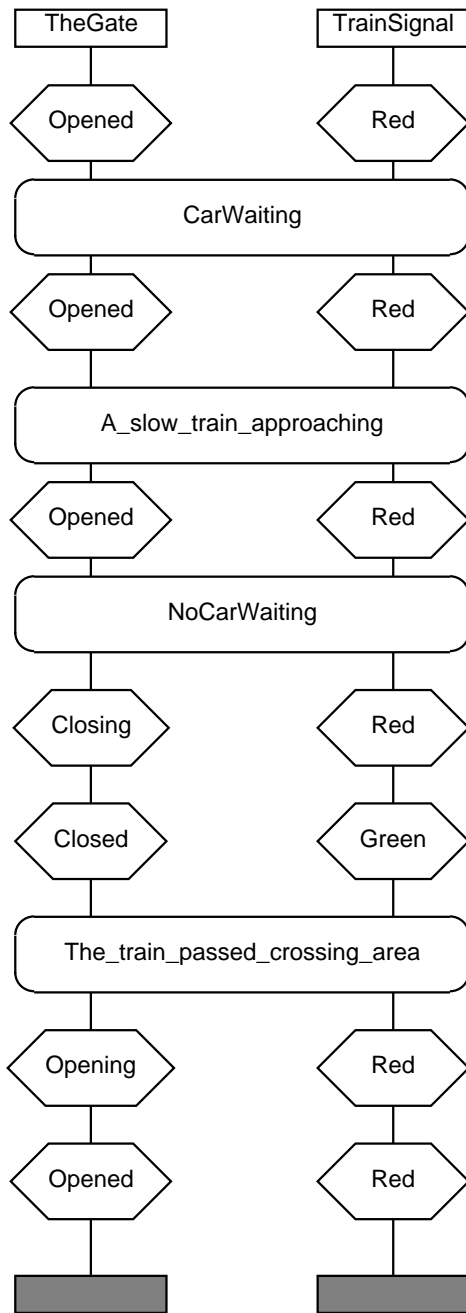 TheGate TrainSignal
Opened Red
CarWaiting
Opened Red
A_slow_train_approaching
Opened Red
NoCarWaiting
Closing Red
Closed Green
The_train_passed_crossing_area
Opening Red
Opened Red